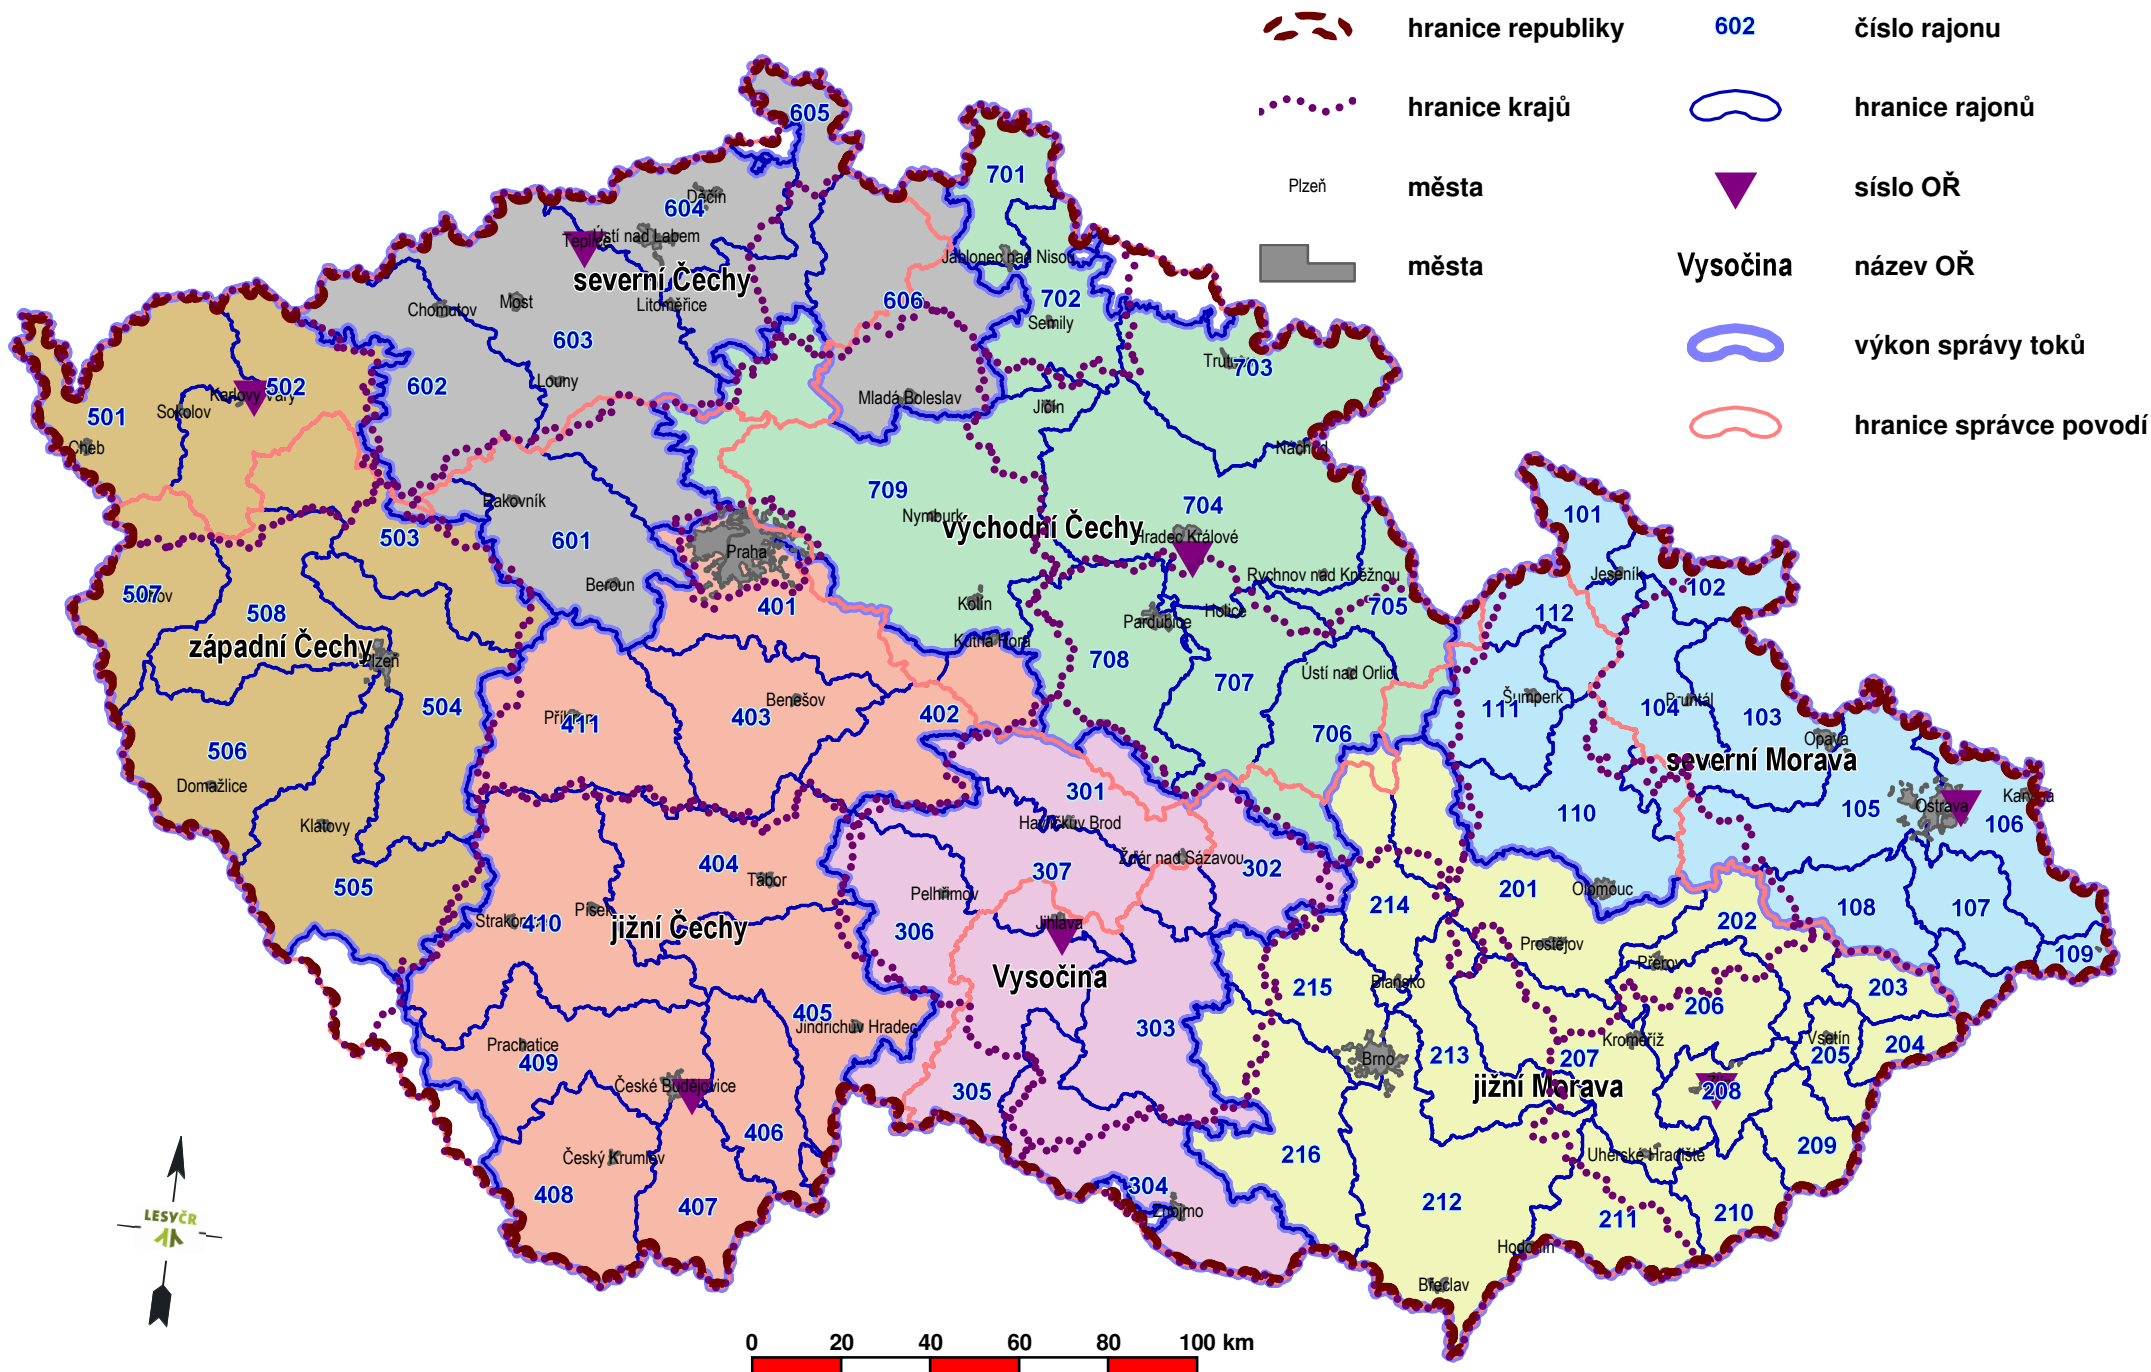 hranice republiky
602
číslo rajonu
hranice krajů
hranice rajonů
Plzeň
města
síslo OŘ
města
Vysočina
název OŘ
výkon správy toků
hranice správce povodí
605
701
Děčín
604
Teplice
Ústí nad Labem
Jablonec nad Nisou
severní Čechy
606
702
Chomutov
Most
Litoměřice
Semily
603
Trutnov
703
Louny
602
Karlovy Vary
502
501
Sokolov
Mladá Boleslav
Jičín
Cheb
Náchod
709
Rakovník
704
Nymburk
východní Čechy
101
503
601
Praha
Hradec Králové
Jeseník
102
507
Beroun
Rychnov nad Kněžnou
508
401
Kolín
Holice
705
112
Pardubice
západní Čechy
Plzeň
Kutná Hora
708
Ústí nad Orlicí
707
504
Příbram
411
403
Benešov
402
111
Šumperk
104
Bruntál
103
706
506
Opava
severní Morava
Domažlice
301
Ostrava
Karviná
105
106
110
Klatovy
Havlíčkův Brod
Žďár nad Sázavou
404
307
302
Tábor
505
Pelhřimov
201
Olomouc
214
108
107
Písek
410
jižní Čechy
306
Jihlava
202
Prostějov
109
Přerov
Vysočina
215
Blansko
203
206
405
Jindřichův Hradec
303
Kroměříž
Vsetín
Prachatice
409
213
207
205
204
Brno
České Budějovice
305
jižní Morava
208
406
209
Český Krumlov
216
Uherské Hradiště
408
304
407
Znojmo
212
211
210
Hodonín
Břeclav
LESYČR
0 20 40 60 80 100 km